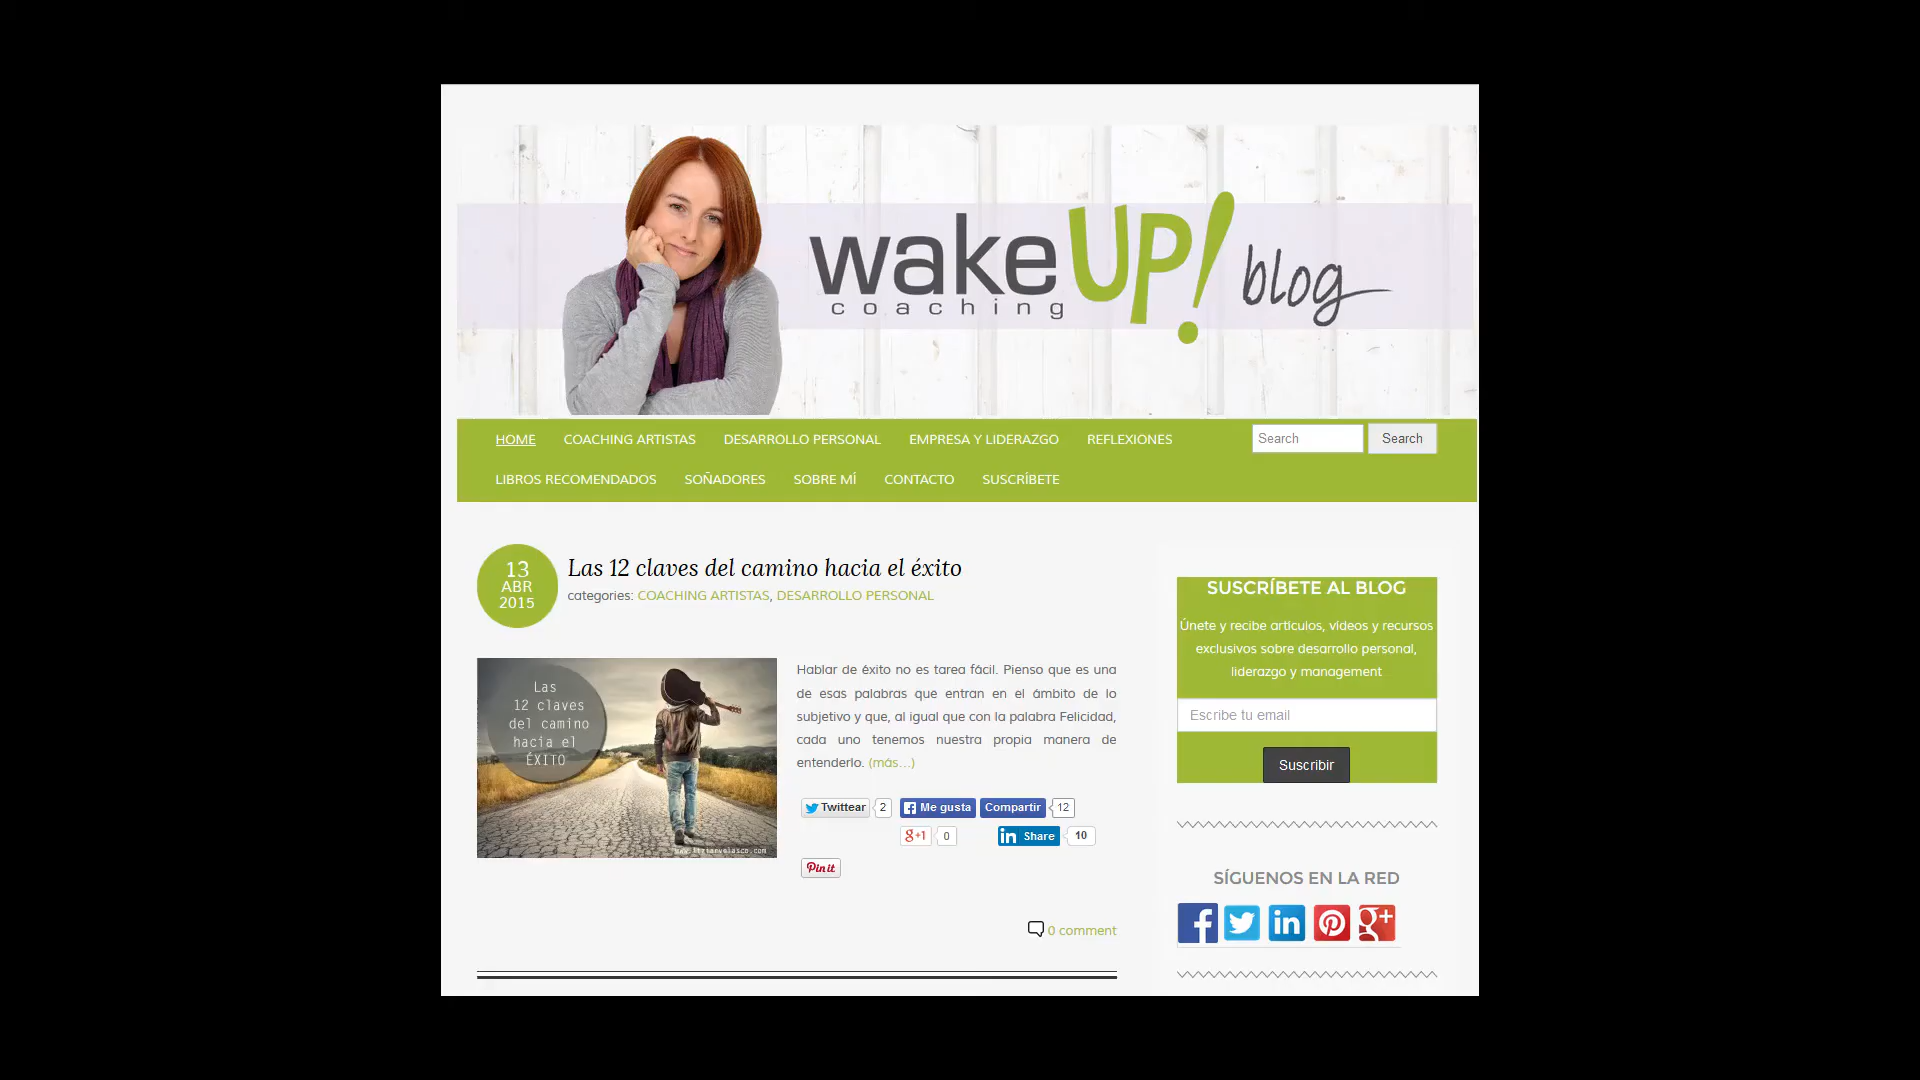 wake UP! blog
coaching
HOME COACHING ARTISTAS DESARROLLO PERSONAL EMPRESA Y LIDERAZGO REFLEXIONES Search Search
LIBROS RECOMENDADOS SOÑADORES SOBRE MÍ CONTACTO SUSCRÍBETE
13
ABR
2015
Las 12 claves del camino hacia el éxito
categories: COACHING ARTISTAS, DESARROLLO PERSONAL
Las
12 claves
del camino
hacia el
ÉXITO
www.itziarvelasco.com
Hablar de éxito no es tarea fácil. Pienso que es una
de esas palabras que entran en el ámbito de lo
subjetivo y que, al igual que con la palabra Felicidad,
cada uno tenemos nuestra propia manera de
entenderlo. (más…)
Twittear 2 Me gusta Compartir 12
g+1 0 in Share 10
Pin it
0 comment
SUSCRÍBETE AL BLOG
Únete y recibe artículos, vídeos y recursos
exclusivos sobre desarrollo personal,
liderazgo y management
Escribe tu email
Suscribir
SÍGUENOS EN LA RED
f in g+